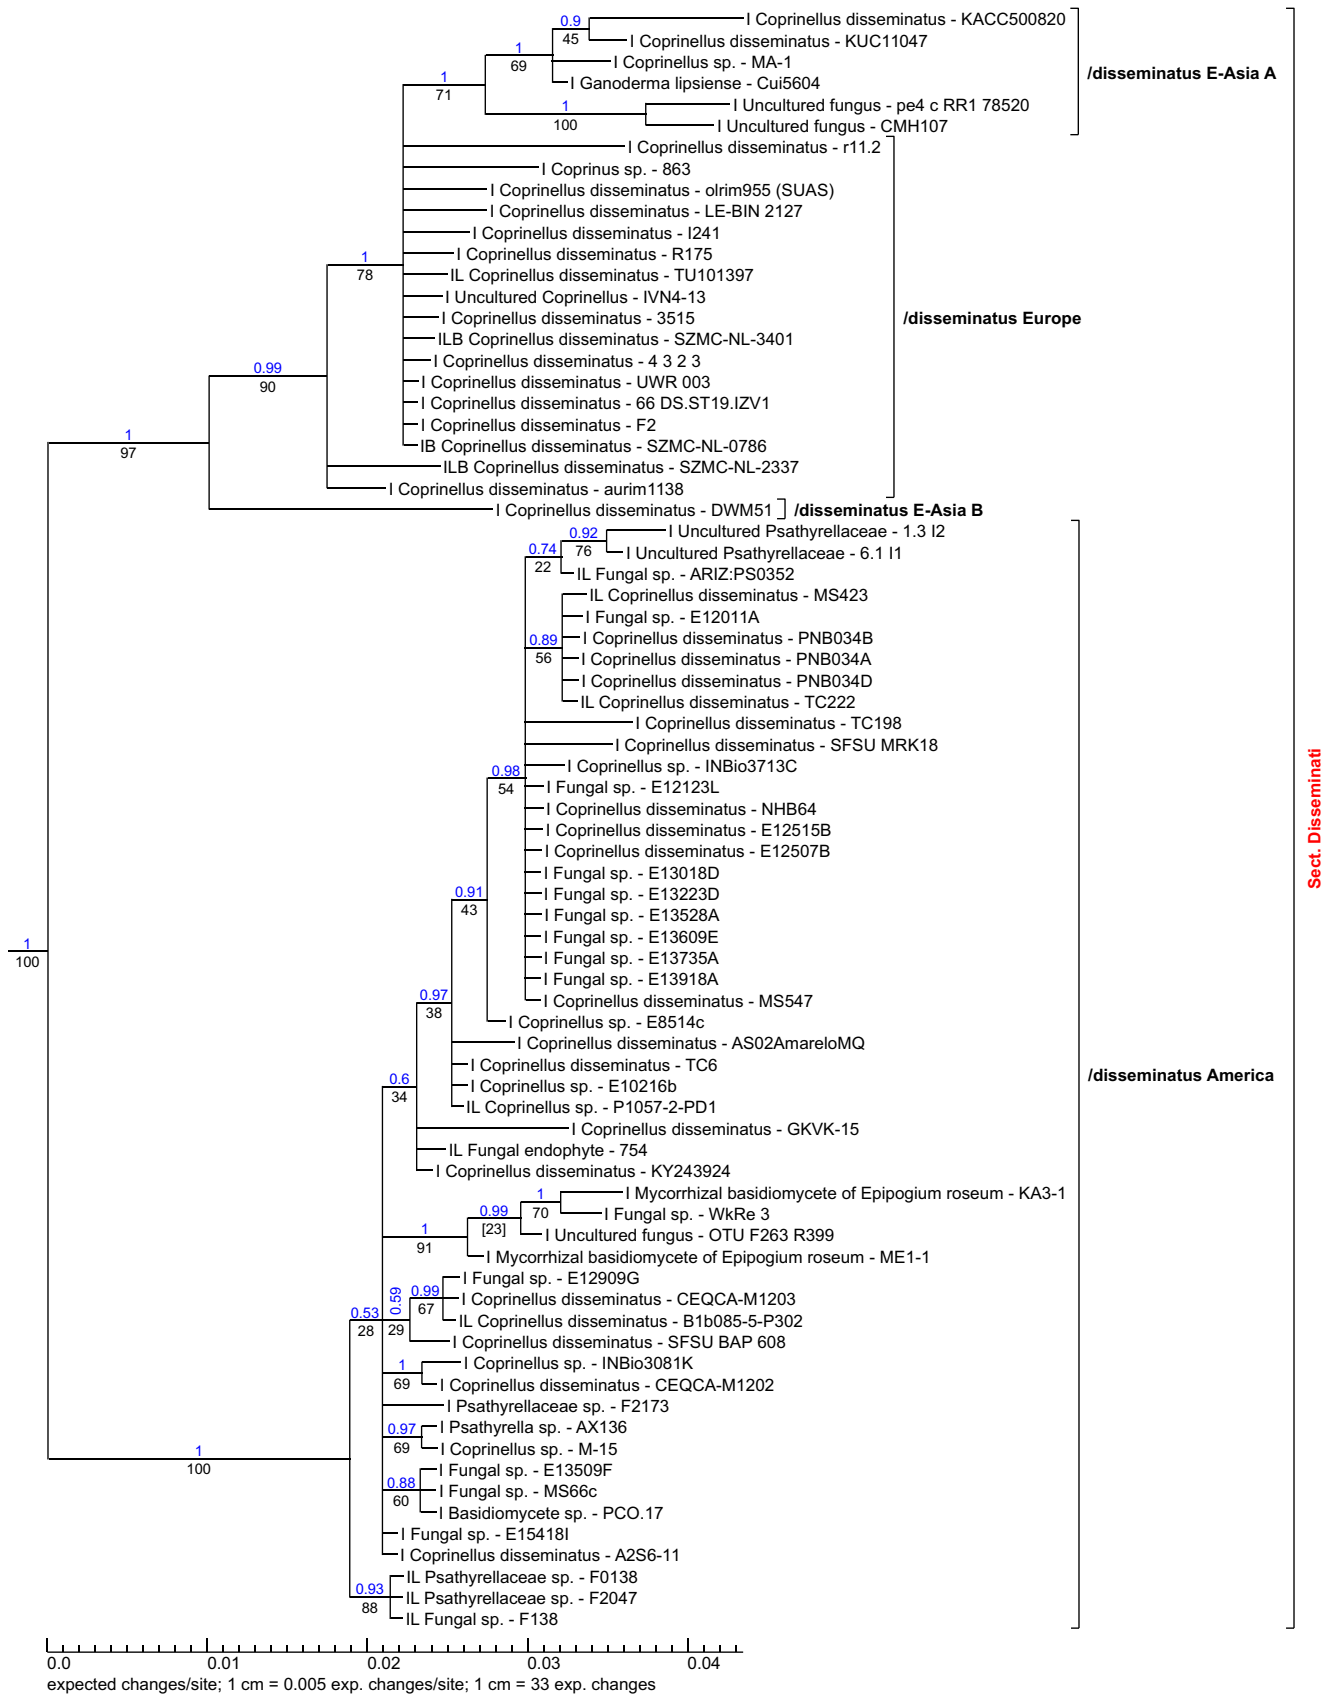 0.9
I Coprinellus disseminatus - KACC500820
45
I Coprinellus disseminatus - KUC11047
1
69
I Coprinellus sp. - MA-1
I Ganoderma lipsiense - Cui5604
1
71
/disseminatus E-Asia A
1
100
I Uncultured fungus - pe4 c RR1 78520
I Uncultured fungus - CMH107
I Coprinellus disseminatus - r11.2
I Coprinus sp. - 863
I Coprinellus disseminatus - olrim955 (SUAS)
I Coprinellus disseminatus - LE-BIN 2127
I Coprinellus disseminatus - I241
I Coprinellus disseminatus - R175
1
78
IL Coprinellus disseminatus - TU101397
I Uncultured Coprinellus - IVN4-13
I Coprinellus disseminatus - 3515
/disseminatus Europe
ILB Coprinellus disseminatus - SZMC-NL-3401
I Coprinellus disseminatus - 4 3 2 3
0.99
90
I Coprinellus disseminatus - UWR 003
I Coprinellus disseminatus - 66 DS.ST19.IZV1
I Coprinellus disseminatus - F2
1
97
IB Coprinellus disseminatus - SZMC-NL-0786
ILB Coprinellus disseminatus - SZMC-NL-2337
I Coprinellus disseminatus - aurim1138
I Coprinellus disseminatus - DWM51
/disseminatus E-Asia B
0.92
76
I Uncultured Psathyrellaceae - 1.3 I2
I Uncultured Psathyrellaceae - 6.1 I1
0.74
22
IL Fungal sp. - ARIZ:PS0352
IL Coprinellus disseminatus - MS423
I Fungal sp. - E12011A
0.89
56
I Coprinellus disseminatus - PNB034B
I Coprinellus disseminatus - PNB034A
I Coprinellus disseminatus - PNB034D
IL Coprinellus disseminatus - TC222
I Coprinellus disseminatus - TC198
I Coprinellus disseminatus - SFSU MRK18
0.98
54
I Coprinellus sp. - INBio3713C
I Fungal sp. - E12123L
I Coprinellus disseminatus - NHB64
I Coprinellus disseminatus - E12515B
I Coprinellus disseminatus - E12507B
I Fungal sp. - E13018D
I Fungal sp. - E13223D
0.91
43
I Fungal sp. - E13528A
I Fungal sp. - E13609E
I Fungal sp. - E13735A
I Fungal sp. - E13918A
1
100
Sect. Disseminati
I Coprinellus disseminatus - MS547
0.97
38
I Coprinellus sp. - E8514c
I Coprinellus disseminatus - AS02AmareloMQ
I Coprinellus disseminatus - TC6
I Coprinellus sp. - E10216b
/disseminatus America
0.6
34
IL Coprinellus sp. - P1057-2-PD1
I Coprinellus disseminatus - GKVK-15
IL Fungal endophyte - 754
I Coprinellus disseminatus - KY243924
1
70
I Mycorrhizal basidiomycete of Epipogium roseum - KA3-1
I Fungal sp. - WkRe 3
0.99
[23]
I Uncultured fungus - OTU F263 R399
1
91
I Mycorrhizal basidiomycete of Epipogium roseum - ME1-1
I Fungal sp. - E12909G
0.99
67
I Coprinellus disseminatus - CEQCA-M1203
0.53
28
0.59
29
IL Coprinellus disseminatus - B1b085-5-P302
I Coprinellus disseminatus - SFSU BAP 608
I Coprinellus sp. - INBio3081K
1
69
I Coprinellus disseminatus - CEQCA-M1202
I Psathyrellaceae sp. - F2173
0.97
69
I Psathyrella sp. - AX136
I Coprinellus sp. - M-15
1
100
I Fungal sp. - E13509F
0.88
60
I Fungal sp. - MS66c
I Basidiomycete sp. - PCO.17
I Fungal sp. - E15418I
I Coprinellus disseminatus - A2S6-11
IL Psathyrellaceae sp. - F0138
0.93
88
IL Psathyrellaceae sp. - F2047
IL Fungal sp. - F138
0.0 0.01 0.02 0.03 0.04
expected changes/site; 1 cm = 0.005 exp. changes/site; 1 cm = 33 exp. changes